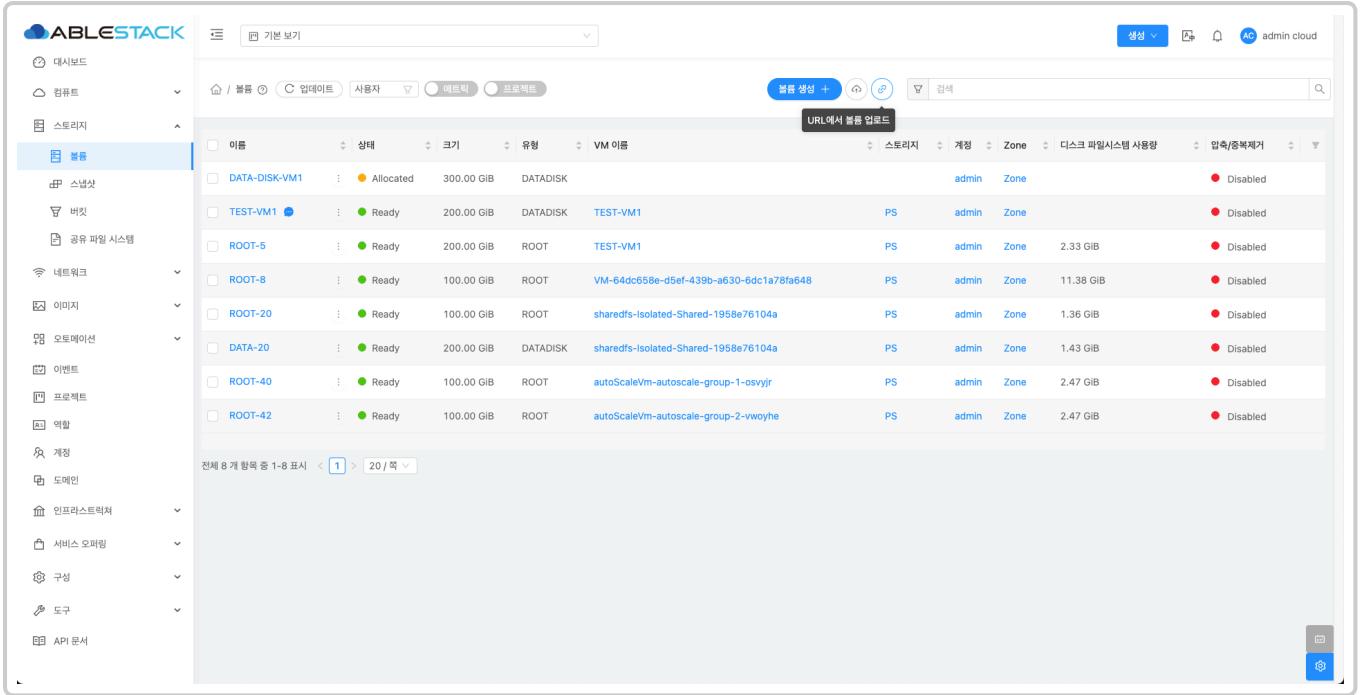 ABLESTACK
기본 보기
생성
AC admin cloud
대시보드
컴퓨트
스토리지
볼륨
스냅샷
버킷
공유 파일 시스템
네트워크
이미지
오토메이션
이벤트
프로젝트
역할
계정
도메인
인프라스트럭쳐
서비스 오퍼링
구성
도구
API 문서
/ 볼륨 업데이트 사용자 메트릭 프로젝트 볼륨 생성 + 검색
URL에서 볼륨 업로드
이름 상태 크기 유형 VM 이름 스토리지 계정 Zone 디스크 파일시스템 사용량 압축/중복제거
DATA-DISK-VM1 Allocated 300.00 GiB DATADISK admin Zone Disabled
TEST-VM1 Ready 200.00 GiB DATADISK TEST-VM1 PS admin Zone Disabled
ROOT-5 Ready 200.00 GiB ROOT TEST-VM1 PS admin Zone 2.33 GiB Disabled
ROOT-8 Ready 100.00 GiB ROOT VM-64dc658e-d5ef-439b-a630-6dc1a78fa648 PS admin Zone 11.38 GiB Disabled
ROOT-20 Ready 100.00 GiB ROOT sharedfs-Isolated-Shared-1958e76104a PS admin Zone 1.36 GiB Disabled
DATA-20 Ready 200.00 GiB DATADISK sharedfs-Isolated-Shared-1958e76104a PS admin Zone 1.43 GiB Disabled
ROOT-40 Ready 100.00 GiB ROOT autoScaleVm-autoscale-group-1-osvyjr PS admin Zone 2.47 GiB Disabled
ROOT-42 Ready 100.00 GiB ROOT autoScaleVm-autoscale-group-2-vwoyhe PS admin Zone 2.47 GiB Disabled
전체 8 개 항목 중 1-8 표시 < 1 > 20 / 쪽